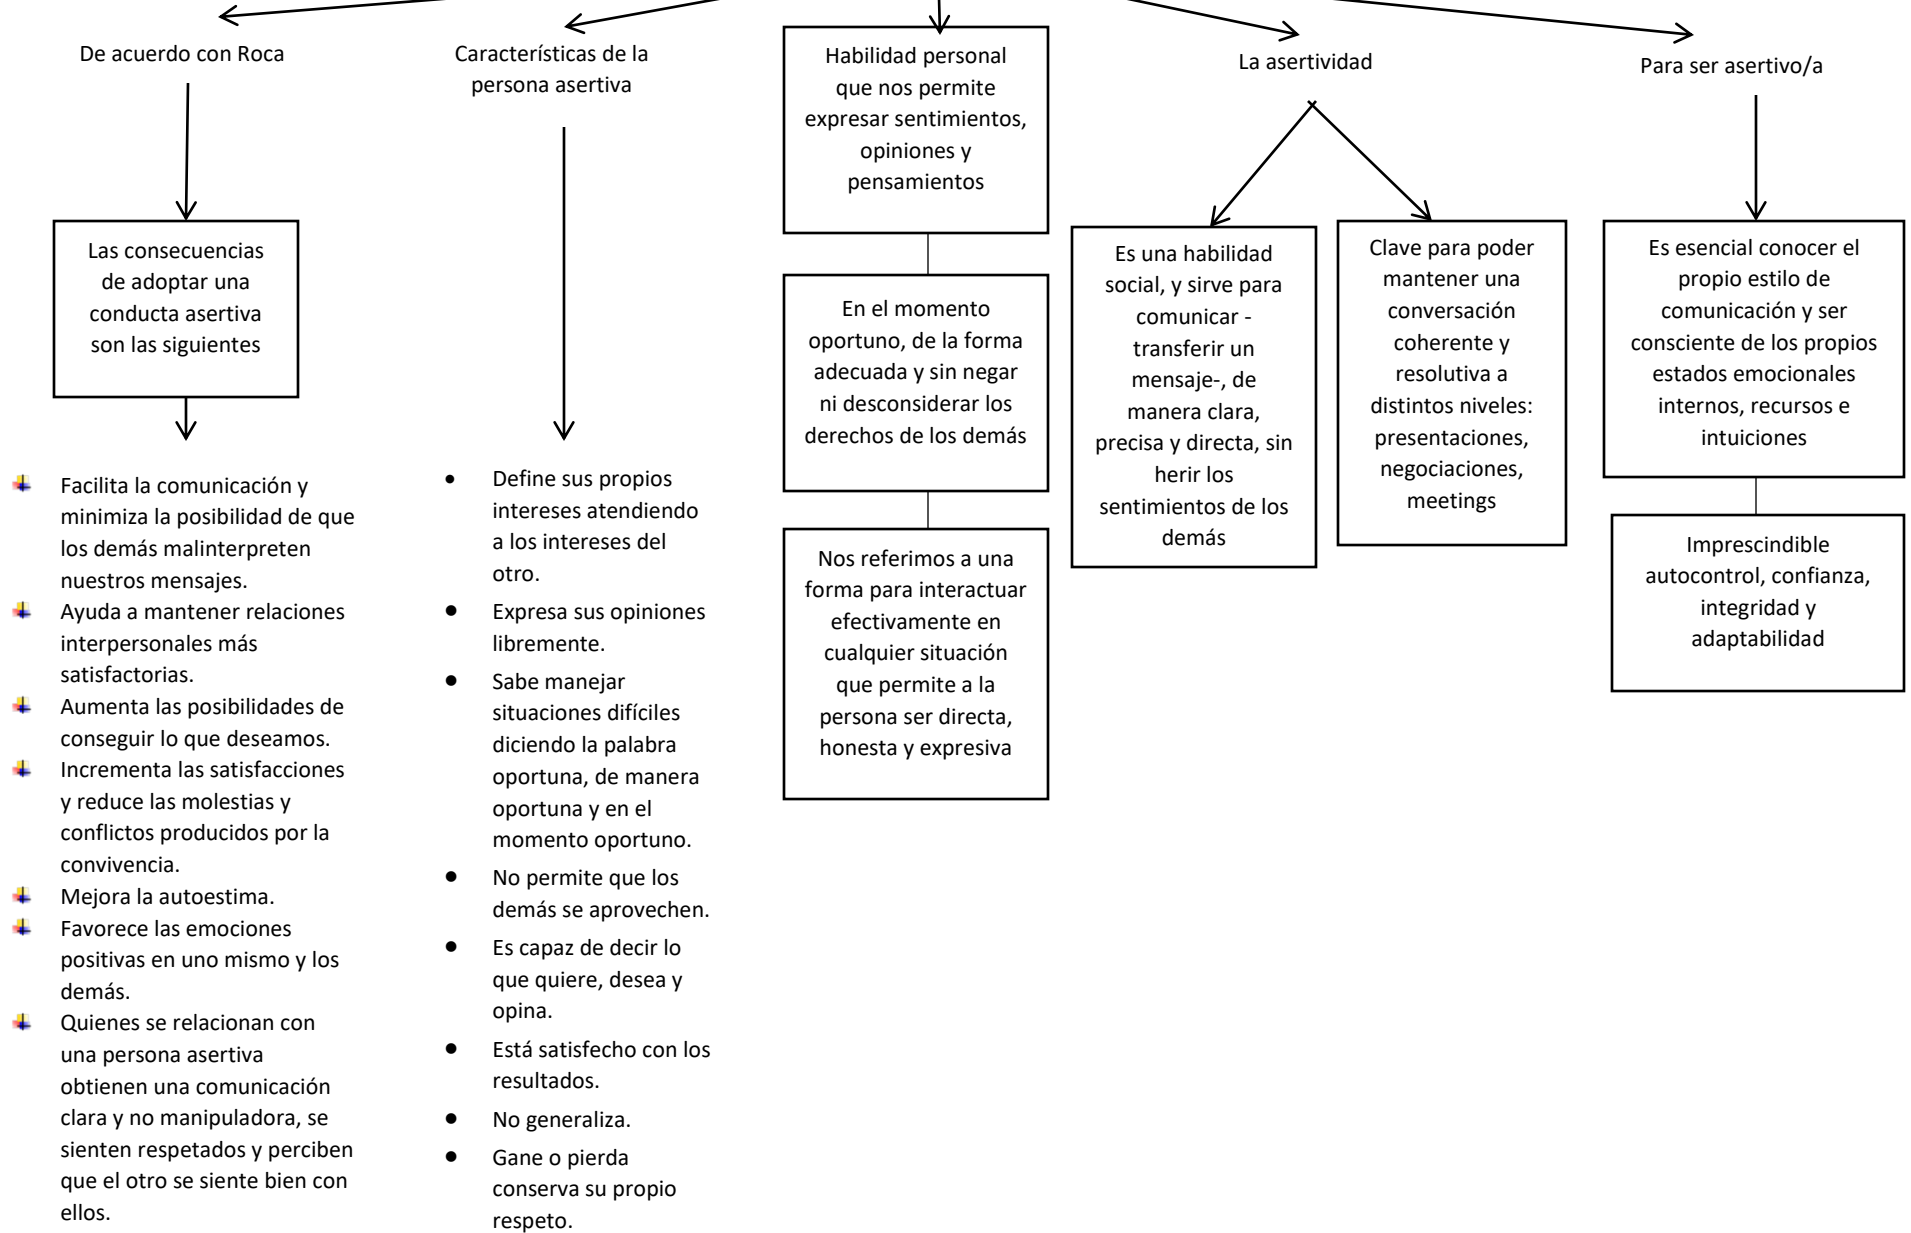 De acuerdo con Roca
Las consecuencias
de adoptar una
conducta asertiva
son las siguientes
Facilita la comunicación y
minimiza la posibilidad de que
los demás malinterpreten
nuestros mensajes.
Ayuda a mantener relaciones
interpersonales más
satisfactorias.
Aumenta las posibilidades de
conseguir lo que deseamos.
Incrementa las satisfacciones
y reduce las molestias y
conflictos producidos por la
convivencia.
Mejora la autoestima.
Favorece las emociones
positivas en uno mismo y los
demás.
Quienes se relacionan con
una persona asertiva
obtienen una comunicación
clara y no manipuladora, se
sienten respetados y perciben
que el otro se siente bien con
ellos.
Características de la
persona asertiva
Define sus propios
intereses atendiendo
a los intereses del
otro.
Expresa sus opiniones
libremente.
Sabe manejar
situaciones difíciles
diciendo la palabra
oportuna, de manera
oportuna y en el
momento oportuno.
No permite que los
demás se aprovechen.
Es capaz de decir lo
que quiere, desea y
opina.
Está satisfecho con los
resultados.
No generaliza.
Gane o pierda
conserva su propio
respeto.
Habilidad personal
que nos permite
expresar sentimientos,
opiniones y
pensamientos
En el momento
oportuno, de la forma
adecuada y sin negar
ni desconsiderar los
derechos de los demás
Nos referimos a una
forma para interactuar
efectivamente en
cualquier situación
que permite a la
persona ser directa,
honesta y expresiva
La asertividad
Es una habilidad
social, y sirve para
comunicar -
transferir un
mensaje-, de
manera clara,
precisa y directa, sin
herir los
sentimientos de los
demás
Clave para poder
mantener una
conversación
coherente y
resolutiva a
distintos niveles:
presentaciones,
negociaciones,
meetings
Para ser asertivo/a
Es esencial conocer el
propio estilo de
comunicación y ser
consciente de los propios
estados emocionales
internos, recursos e
intuiciones
Imprescindible
autocontrol, confianza,
integridad y
adaptabilidad